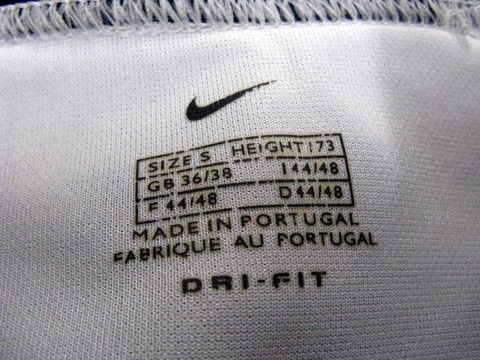 SIZE S HEIGHT 173
GB 36/38 I 44/48
F 44/48 D 44/48
MADE IN PORTUGAL
FABRIQUE AU PORTUGAL
DRI-FIT